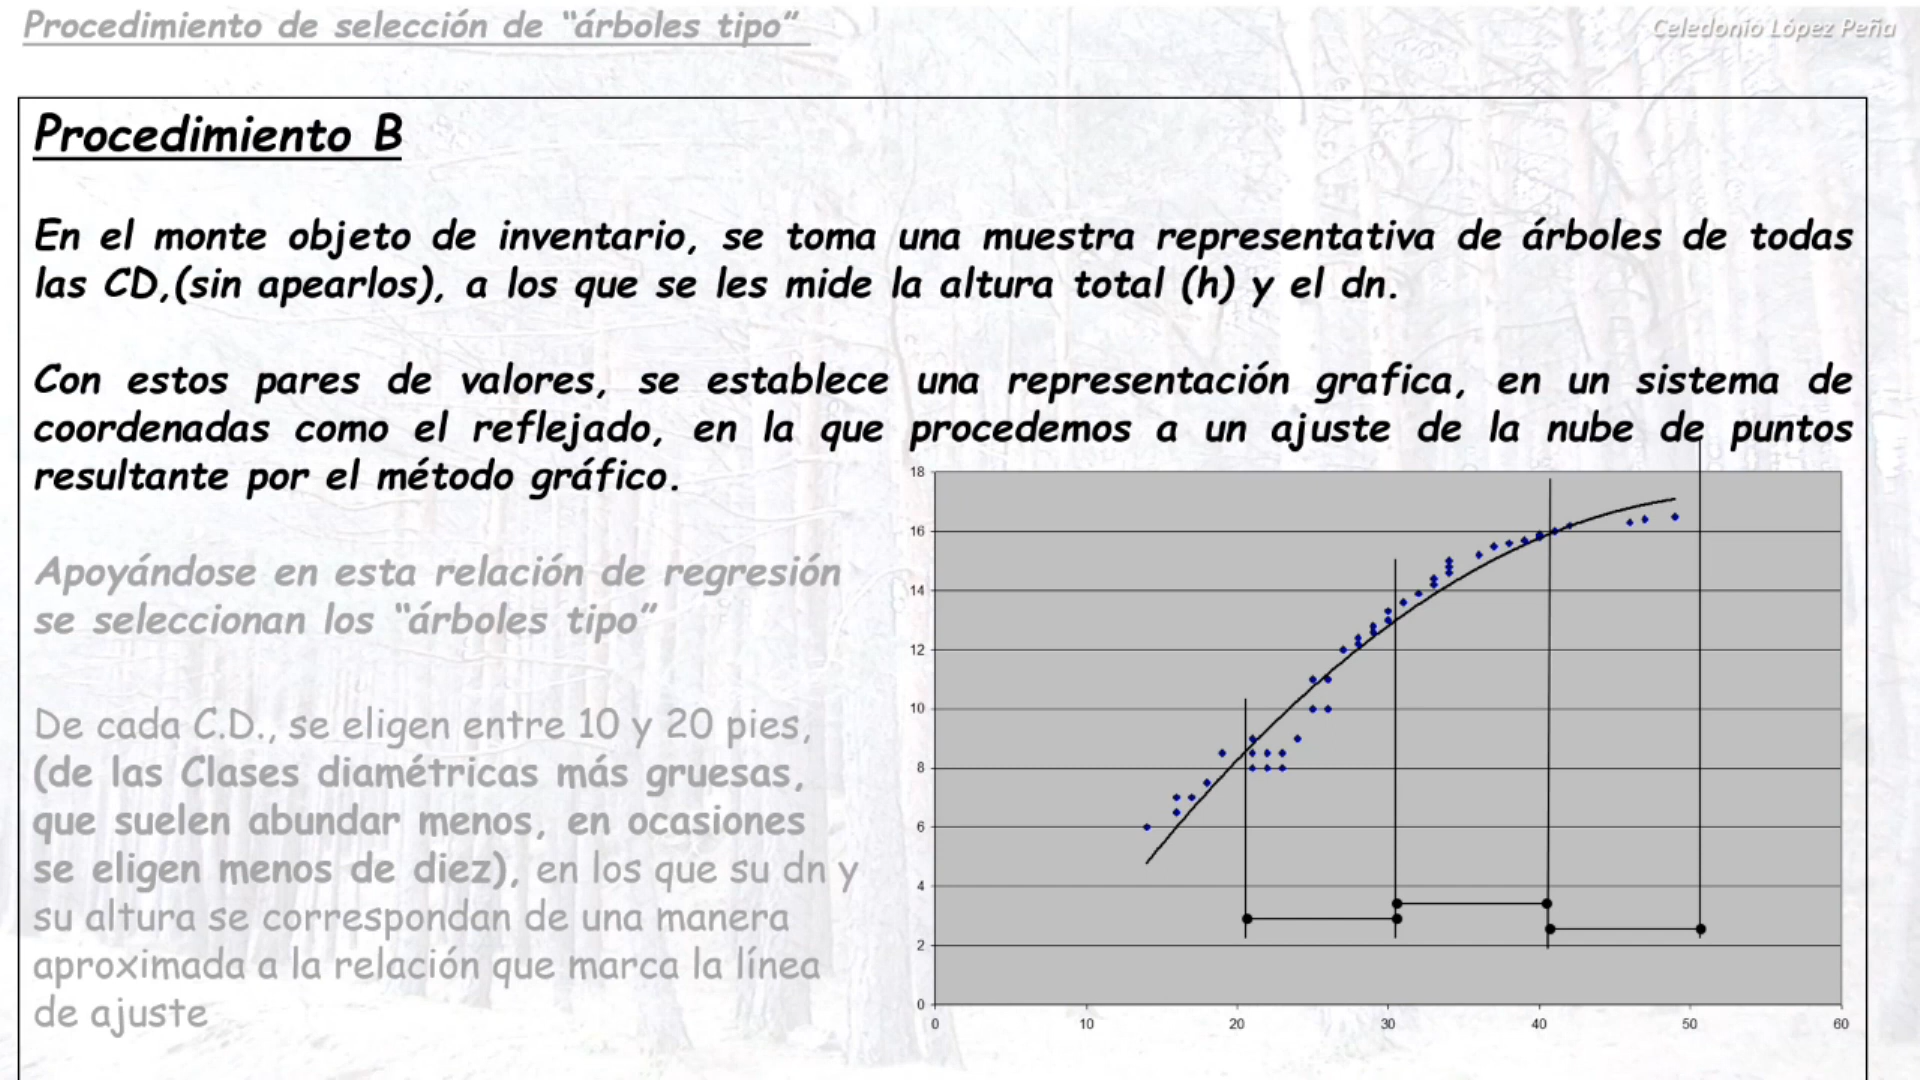 Procedimiento de selección de “árboles tipo”
Celedonio López Peña
Procedimiento B
En el monte objeto de inventario, se toma una muestra representativa de árboles de todas
las CD,(sin apearlos), a los que se les mide la altura total (h) y el dn.
Con estos pares de valores, se establece una representación grafica, en un sistema de
coordenadas como el reflejado, en la que procedemos a un ajuste de la nube de puntos
resultante por el método gráfico.
Apoyándose en esta relación de regresión
se seleccionan los “árboles tipo”
De cada C.D., se eligen entre 10 y 20 pies,
(de las Clases diamétricas más gruesas,
que suelen abundar menos, en ocasiones
se eligen menos de diez), en los que su dn y
su altura se correspondan de una manera
aproximada a la relación que marca la línea
de ajuste
18
16
14
12
10
8
6
4
2
0
0 10 20 30 40 50 60